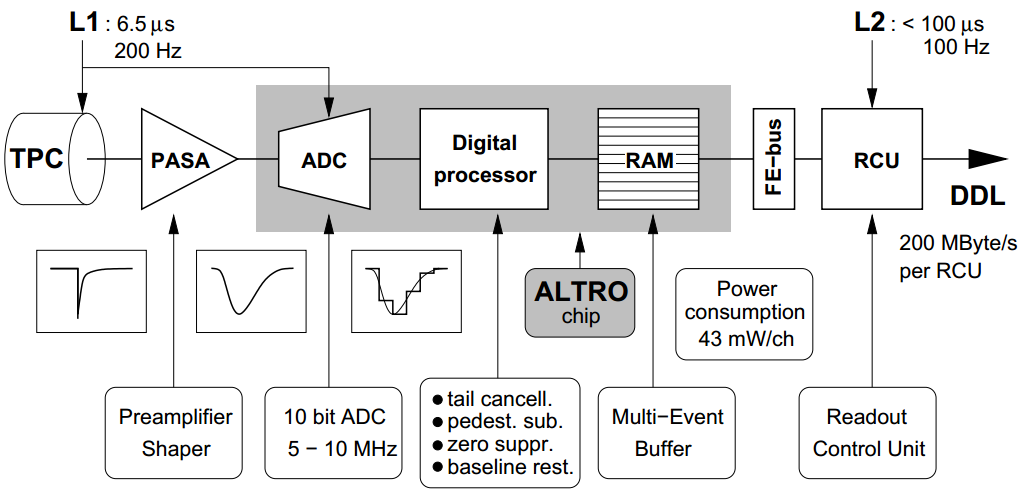 L1 : 6.5 μs
200 Hz
L2 : < 100 μs
100 Hz
TPC
PASA
ADC
Digital
processor
RAM
FE−bus
RCU
DDL
200 MByte/s
per RCU
ALTRO
chip
Power
consumption
43 mW/ch
Preamplifier
Shaper
10 bit ADC
5 − 10 MHz
● tail cancell.
● pedest. sub.
● zero suppr.
● baseline rest.
Multi−Event
Buffer
Readout
Control Unit